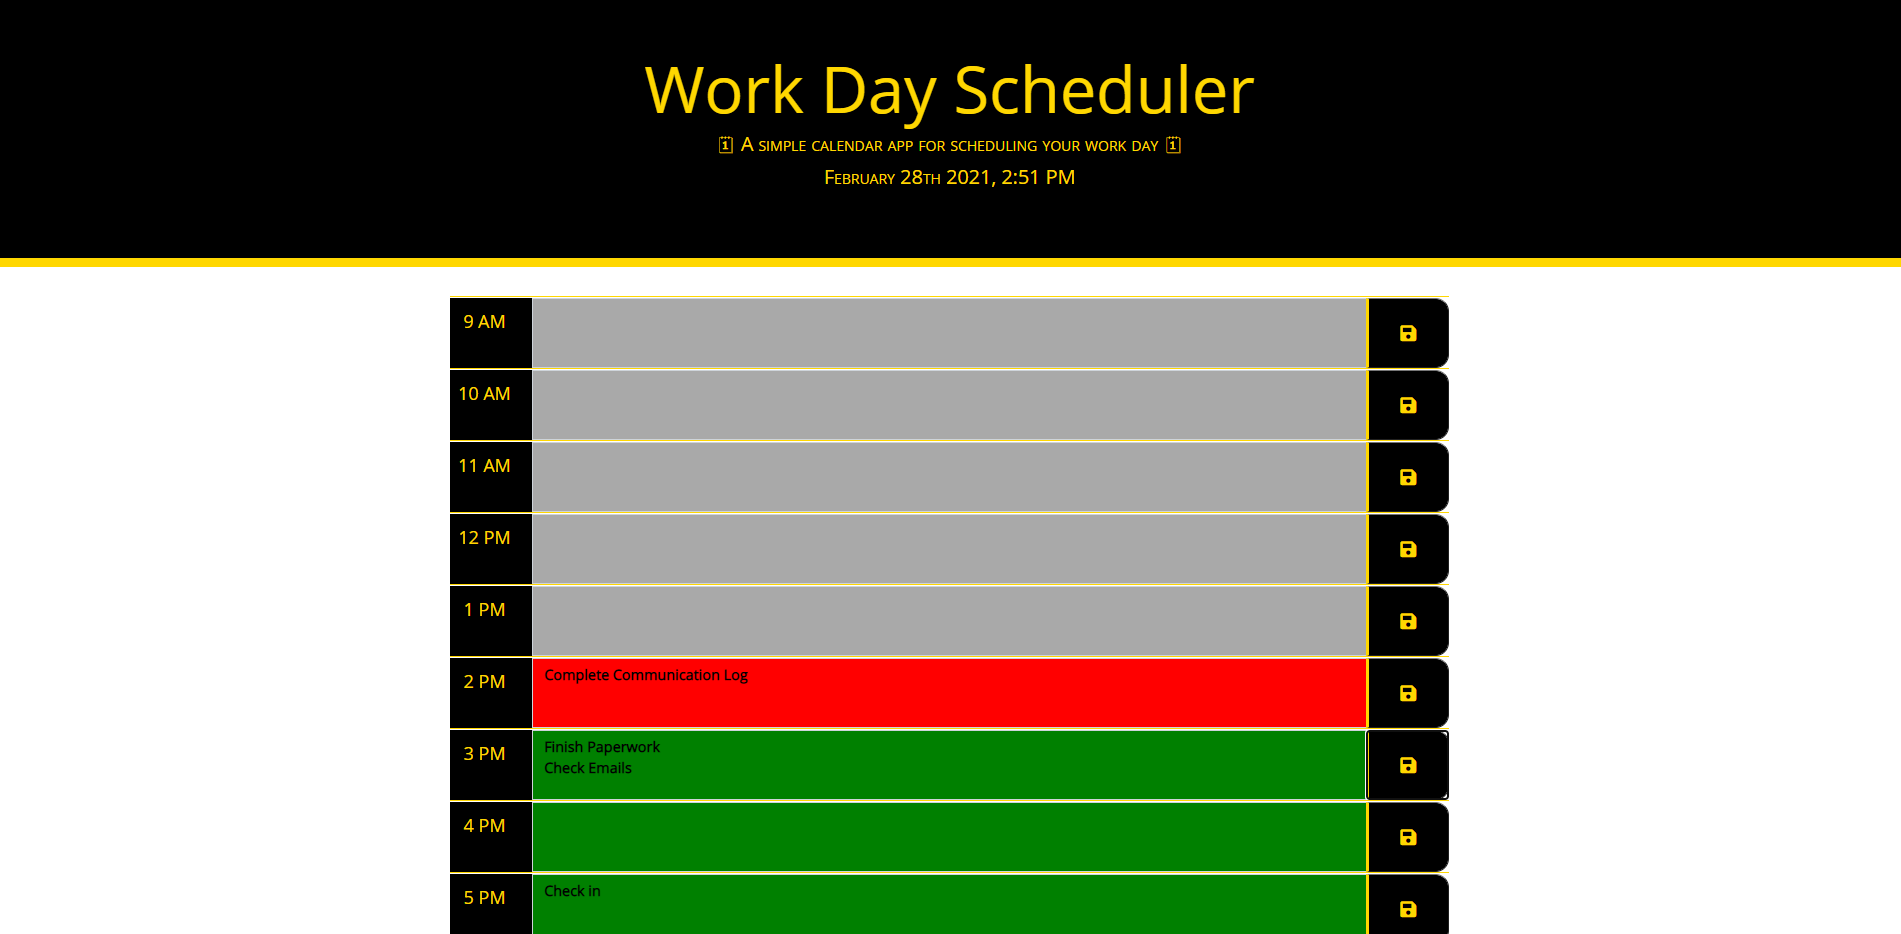 Work Day Scheduler
🗓 A simple calendar app for scheduling your work day 🗓
February 28th 2021, 2:51 PM
9 AM
10 AM
11 AM
12 PM
1 PM
2 PM Complete Communication Log
3 PM Finish Paperwork
Check Emails
4 PM
5 PM Check in